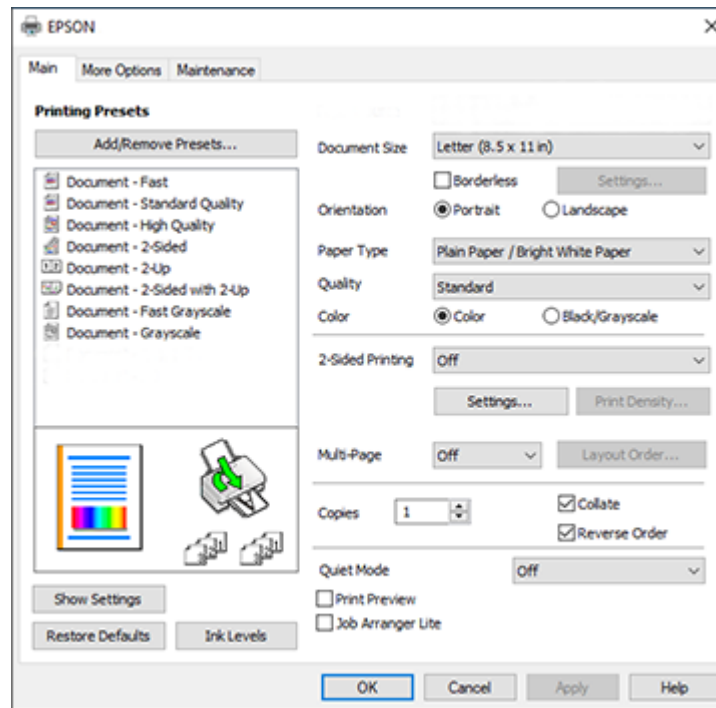 EPSON
Main More Options Maintenance
Printing Presets
Add/Remove Presets...
Document - Fast
Document - Standard Quality
Document - High Quality
Document - 2-Sided
Document - 2-Up
Document - 2-Sided with 2-Up
Document - Fast Grayscale
Document - Grayscale
Show Settings
Restore Defaults Ink Levels
Document Size Letter (8.5 x 11 in)
Borderless Settings...
Orientation Portrait Landscape
Paper Type Plain Paper / Bright White Paper
Quality Standard
Color Color Black/Grayscale
2-Sided Printing Off
Settings... Print Density...
Multi-Page Off Layout Order...
Copies 1 Collate
Reverse Order
Quiet Mode Off
Print Preview
Job Arranger Lite
OK Cancel Apply Help